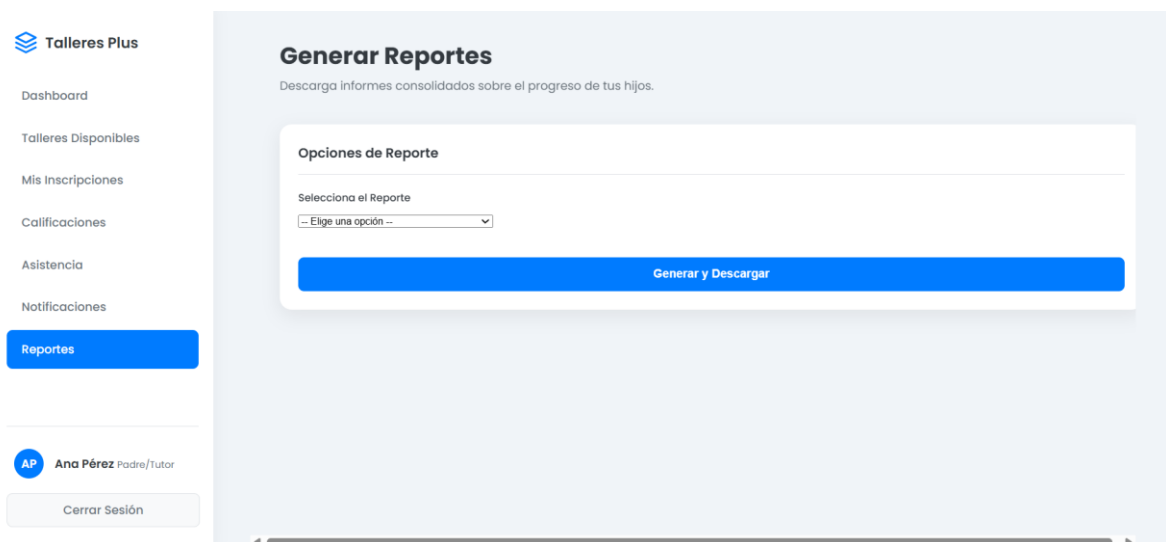 Talleres Plus
Dashboard
Talleres Disponibles
Mis Inscripciones
Calificaciones
Asistencia
Notificaciones
Reportes
AP Ana Pérez Padre/Tutor
Cerrar Sesión
Generar Reportes
Descarga informes consolidados sobre el progreso de tus hijos.
Opciones de Reporte
Selecciona el Reporte
-- Elige una opción --
Generar y Descargar